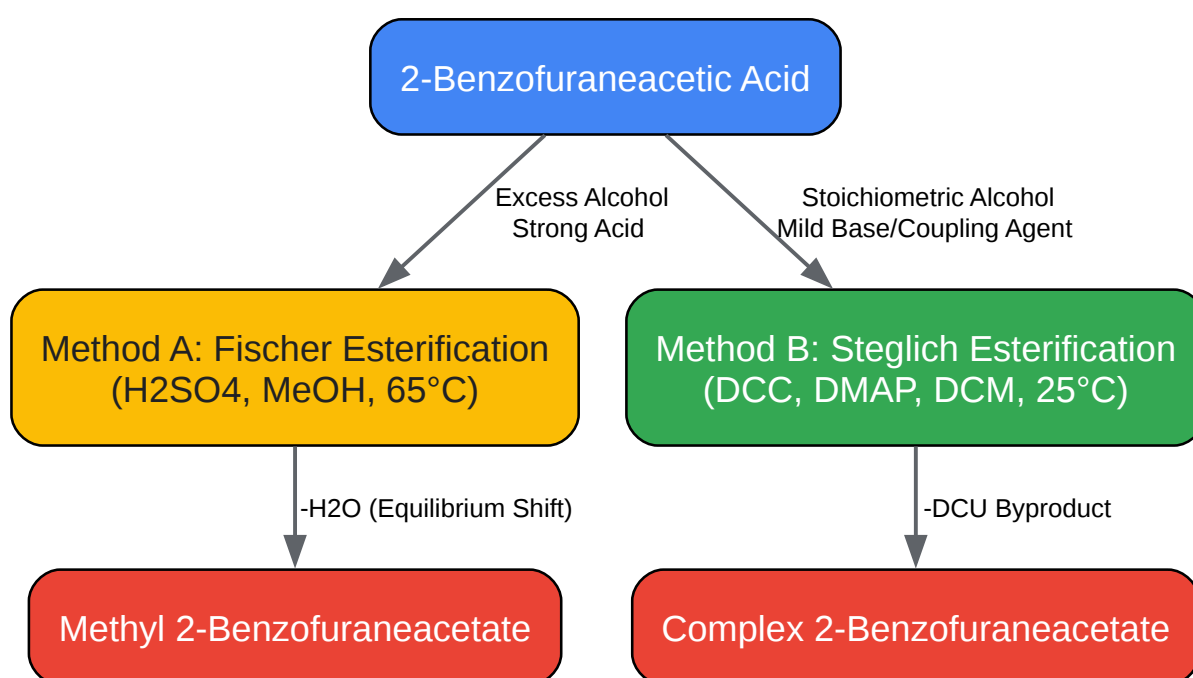 2-Benzofuraneacetic Acid
Excess Alcohol
Strong Acid
Stoichiometric Alcohol
Mild Base/Coupling Agent
Method A: Fischer Esterification
(H2SO4, MeOH, 65°C)
Method B: Steglich Esterification
(DCC, DMAP, DCM, 25°C)
-H2O (Equilibrium Shift)
-DCU Byproduct
Methyl 2-Benzofuraneacetate
Complex 2-Benzofuraneacetate